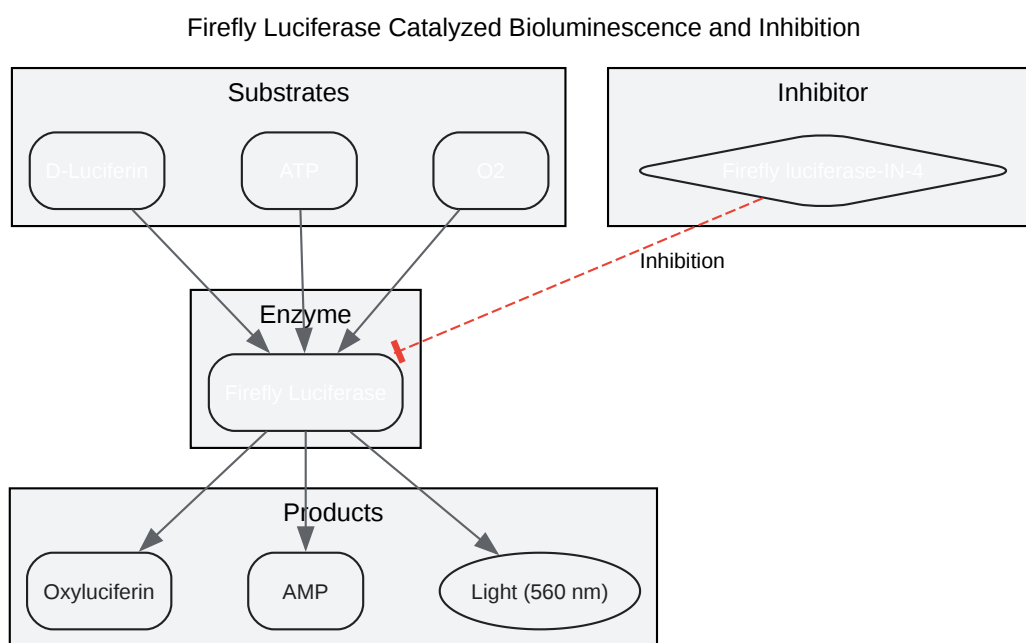 Firefly Luciferase Catalyzed Bioluminescence and Inhibition
Substrates
Inhibitor
D-Luciferin
ATP
O2
Firefly luciferase-IN-4
Inhibition
Enzyme
Firefly Luciferase
Products
Oxyluciferin
AMP
Light (560 nm)